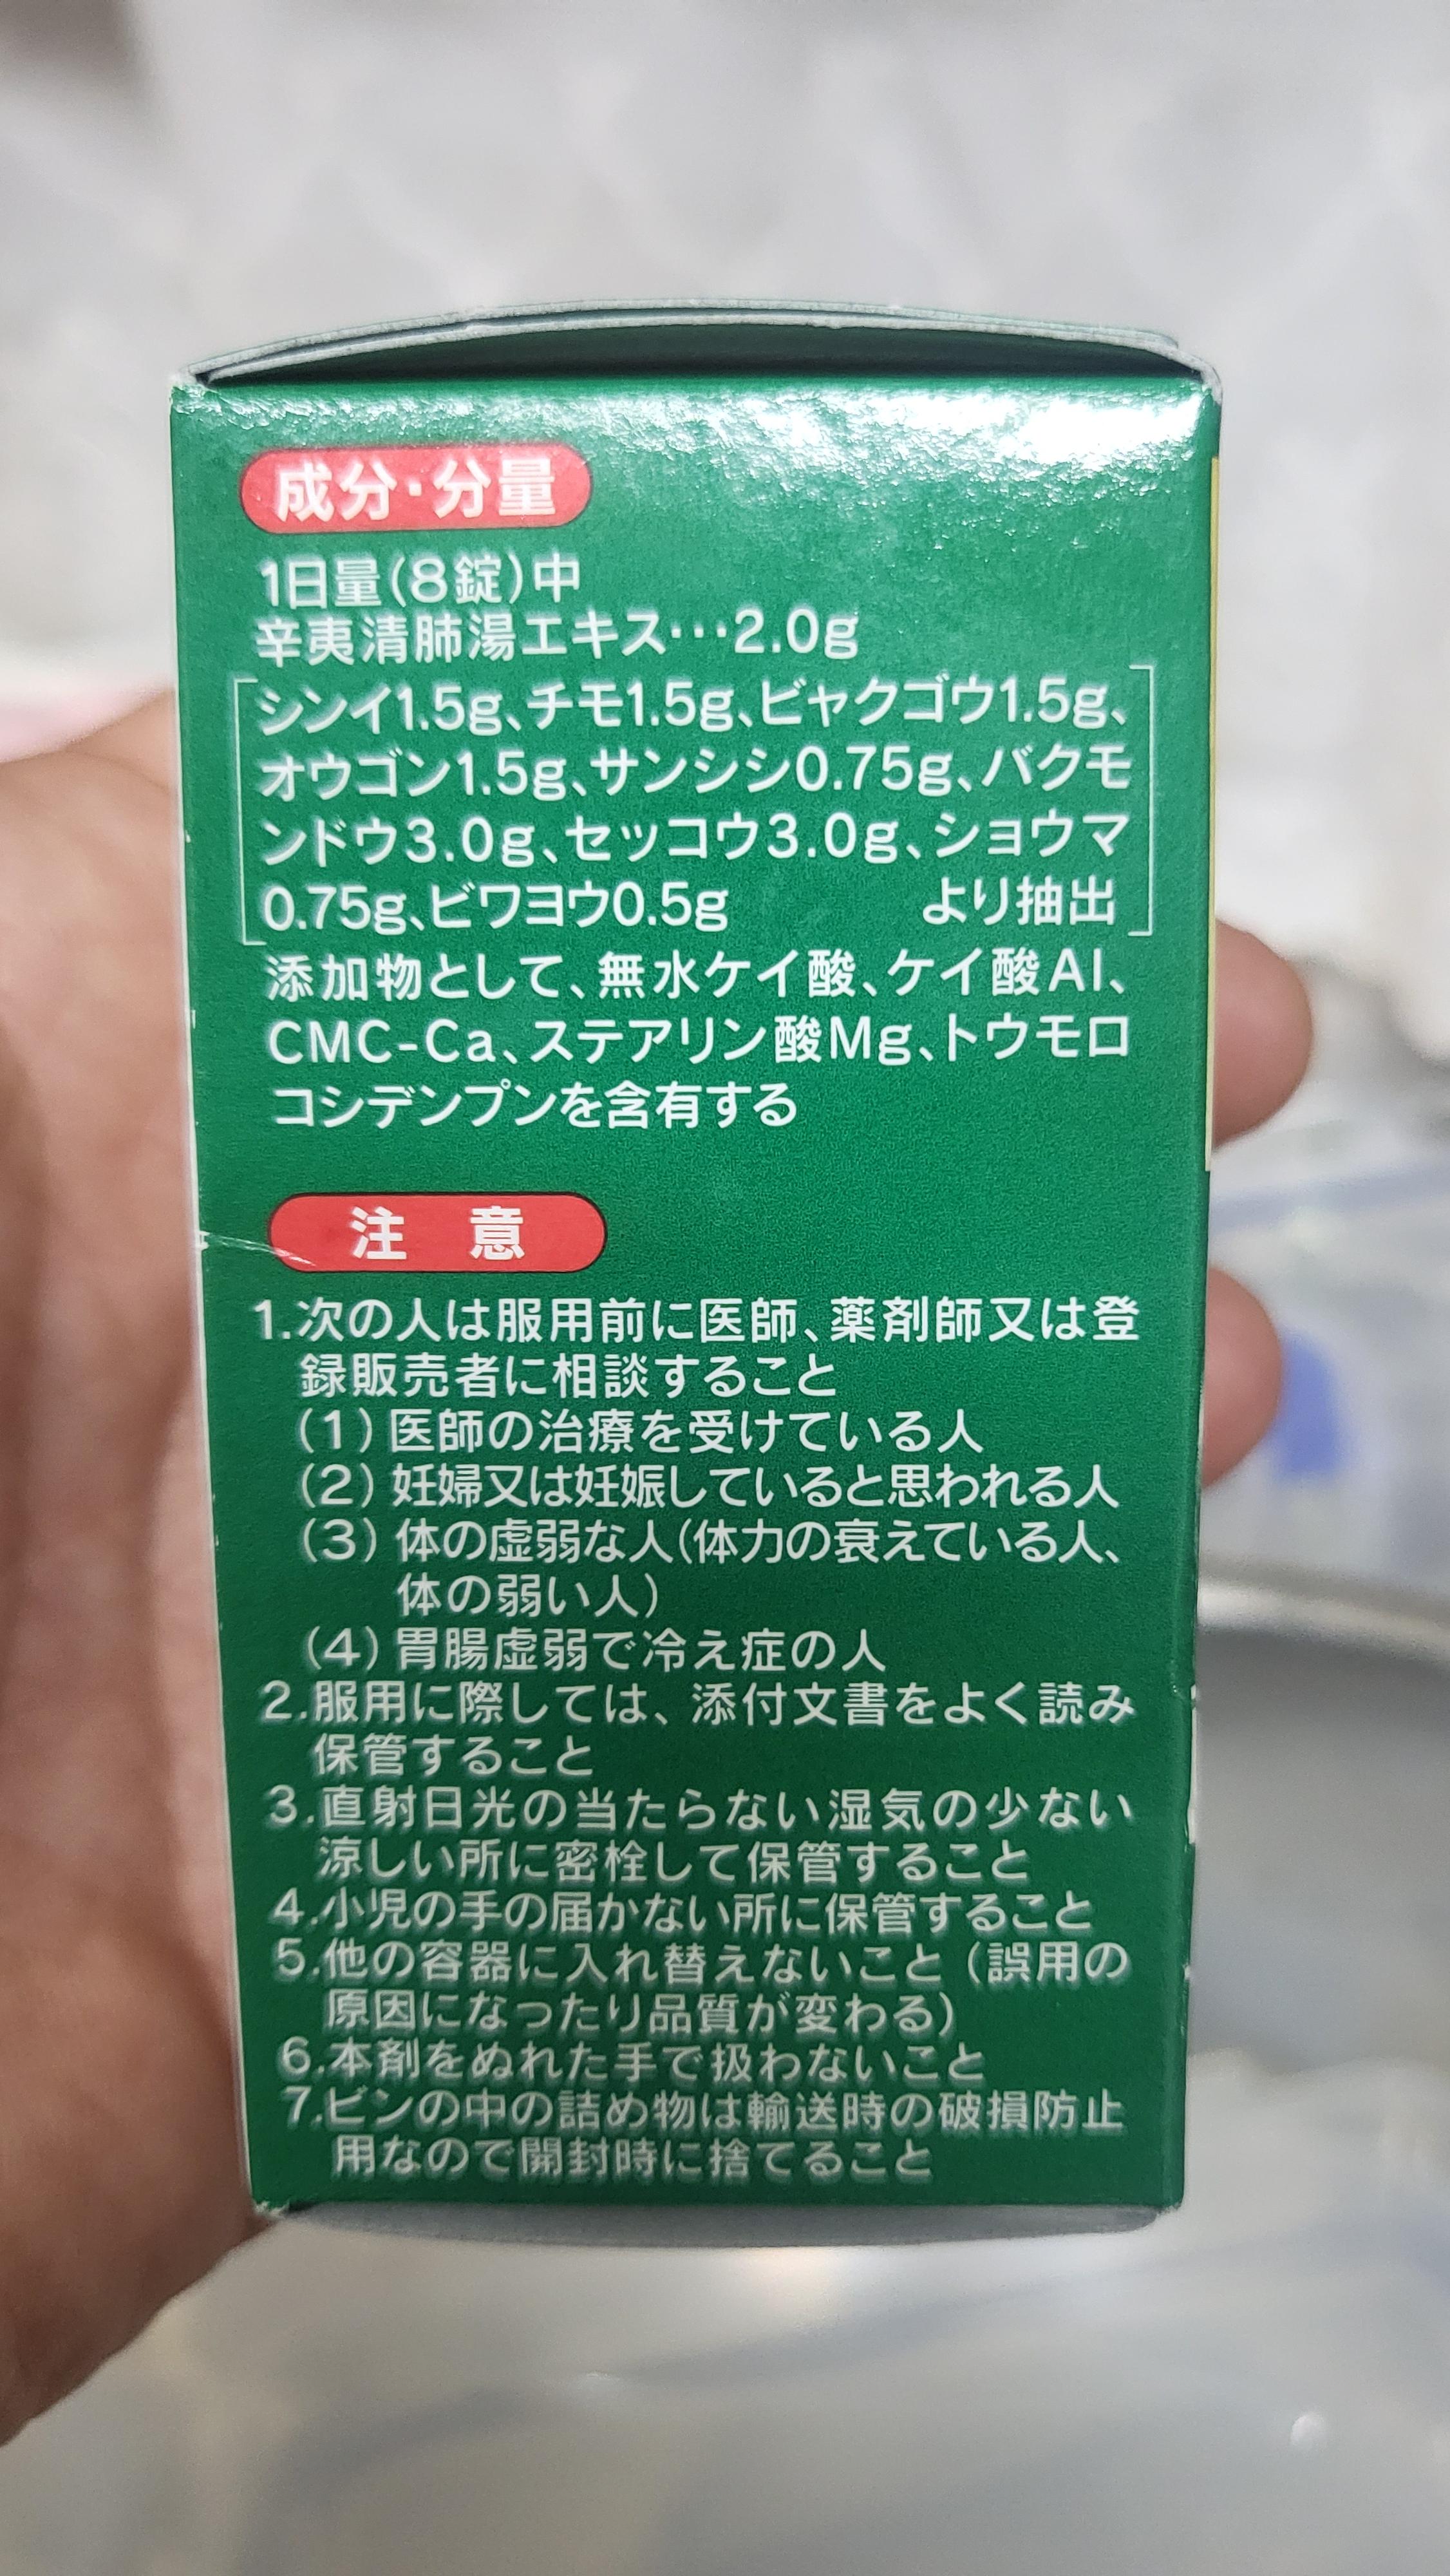 成分・分量
1日量(8錠)中
辛夷清肺湯エキス…2.0g
シンイ1.5g、チモ1.5g、ビャクゴウ1.5g、
オウゴン1.5g、サンシシ0.75g、バクモ
ンドウ3.0g、セッコウ3.0g、ショウマ
0.75g、ビワヨウ0.5g より抽出
添加物として、無水ケイ酸、ケイ酸Al、
CMC-Ca、ステアリン酸Mg、トウモロ
コシデンプンを含有する
注 意
1.次の人は服用前に医師、薬剤師又は登
録販売者に相談すること
(1)医師の治療を受けている人
(2)妊婦又は妊娠していると思われる人
(3)体の虚弱な人(体力の衰えている人、
体の弱い人)
(4)胃腸虚弱で冷え症の人
2.服用に際しては、添付文書をよく読み
保管すること
3.直射日光の当たらない湿気の少ない
涼しい所に密栓して保管すること
4.小児の手の届かない所に保管すること
5.他の容器に入れ替えないこと(誤用の
原因になったり品質が変わる)
6.本剤をぬれた手で扱わないこと
7.ビンの中の詰め物は輸送時の破損防止
用なので開封時に捨てること